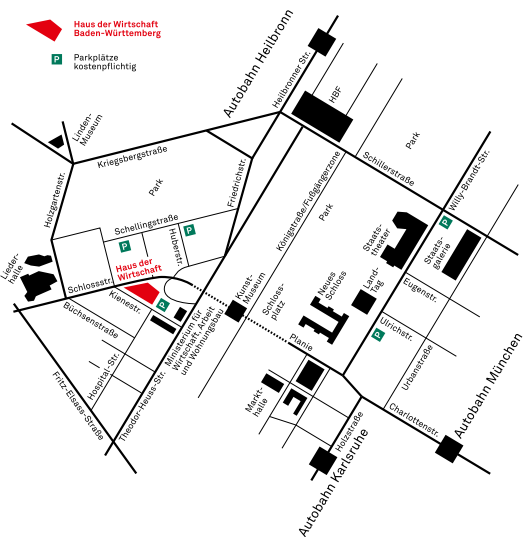 Haus der Wirtschaft
Baden-Württemberg
P
Parkplätze
kostenpflichtig
Autobahn Heilbronn
Heilbronner Str.
HBF
Linden-
Museum
Kriegsbergstraße
Park
Park
Schillerstraße
Willy-Brandt-Str.
Holzgartenstr.
Friedrichstr.
Königstraße/Fußgängerzone
Park
Schellingstraße
P
P
Huberstr.
P
Staats-
theater
Staats-
galerie
Lieder-
halle
Schlossstr.
Haus der
Wirtschaft
Kienestr.
P
Büchsenstraße
Kunst-
Museum
Schloss-
platz
Neues
Schloss
Land-
Tag
Eugenstr.
Ulrichstr.
P
Urbanstraße
Planie
Ministerium für
Wirtschaft, Arbeit
und Wohnungsbau
Hospital-Str.
Fritz-Elsass-Straße
Theodor-Heuss-Str.
Markt-
halle
Holzstraße
Charlottenstr.
Autobahn München
Autobahn Karlsruhe